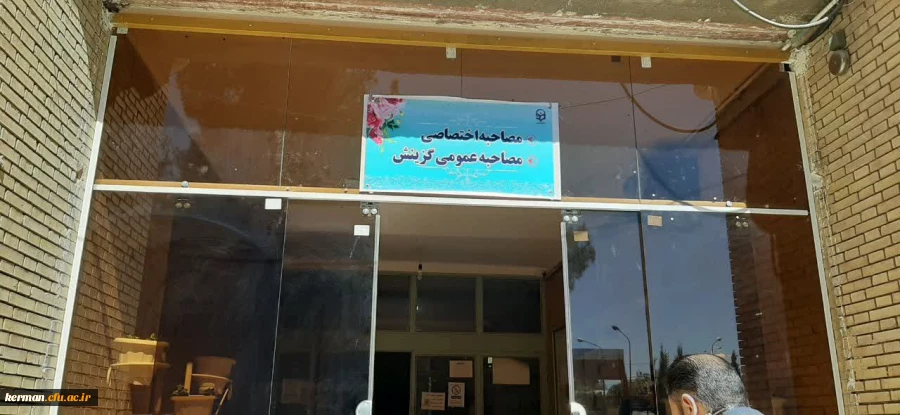 مصاحبه اختصاصی
مصاحبه عمومی گزینش
kerman.cfu.ac.ir